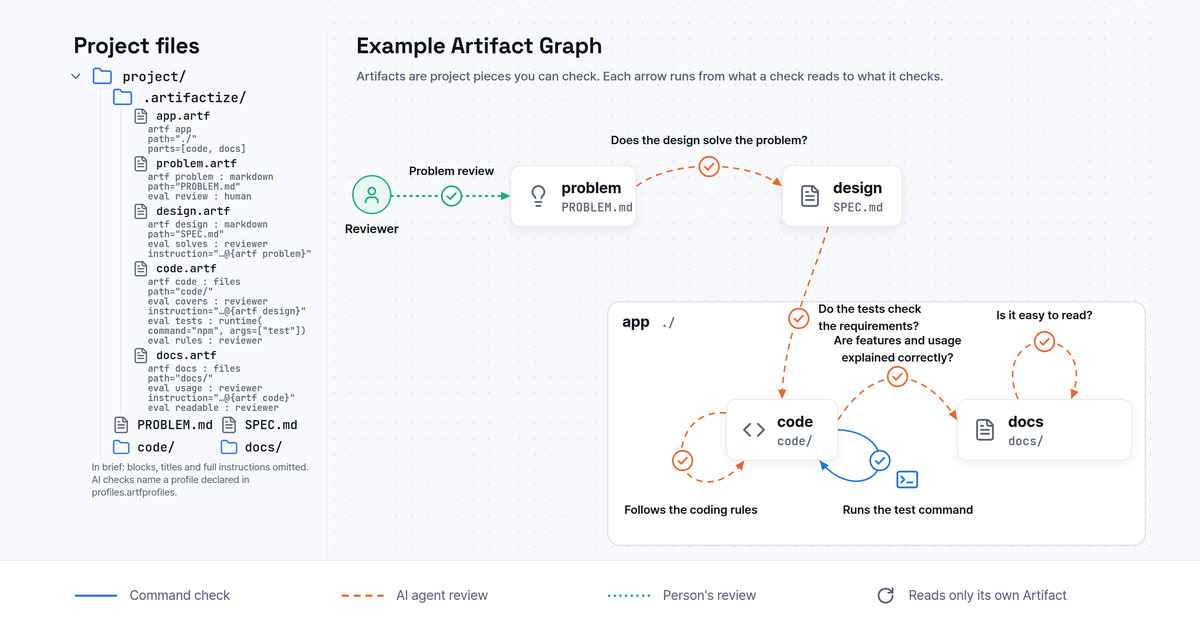 Project files
project/
.artifactize/
app.artf
artf app
path="./"
parts=[code, docs]
problem.artf
artf problem : markdown
path="PROBLEM.md"
eval review : human
design.artf
artf design : markdown
path="SPEC.md"
eval solves : reviewer
instruction="…@{artf problem}"
code.artf
artf code : files
path="code/"
eval covers : reviewer
instruction="…@{artf design}"
eval tests : runtime(
command="npm", args=["test"])
eval rules : reviewer
docs.artf
artf docs : files
path="docs/"
eval usage : reviewer
instruction="…@{artf code}"
eval readable : reviewer
PROBLEM.md SPEC.md
code/ docs/
In brief: blocks, titles and full instructions omitted.
AI checks name a profile declared in
profiles.artfprofiles.
Example Artifact Graph
Artifacts are project pieces you can check. Each arrow runs from what a check reads to what it checks.
Does the design solve the problem?
Problem review
Reviewer
problem
PROBLEM.md
design
SPEC.md
app ./
Do the tests check
the requirements?
Are features and usage
explained correctly?
Is it easy to read?
code
code/
docs
docs/
Follows the coding rules
Runs the test command
Command check
AI agent review
Person's review
Reads only its own Artifact